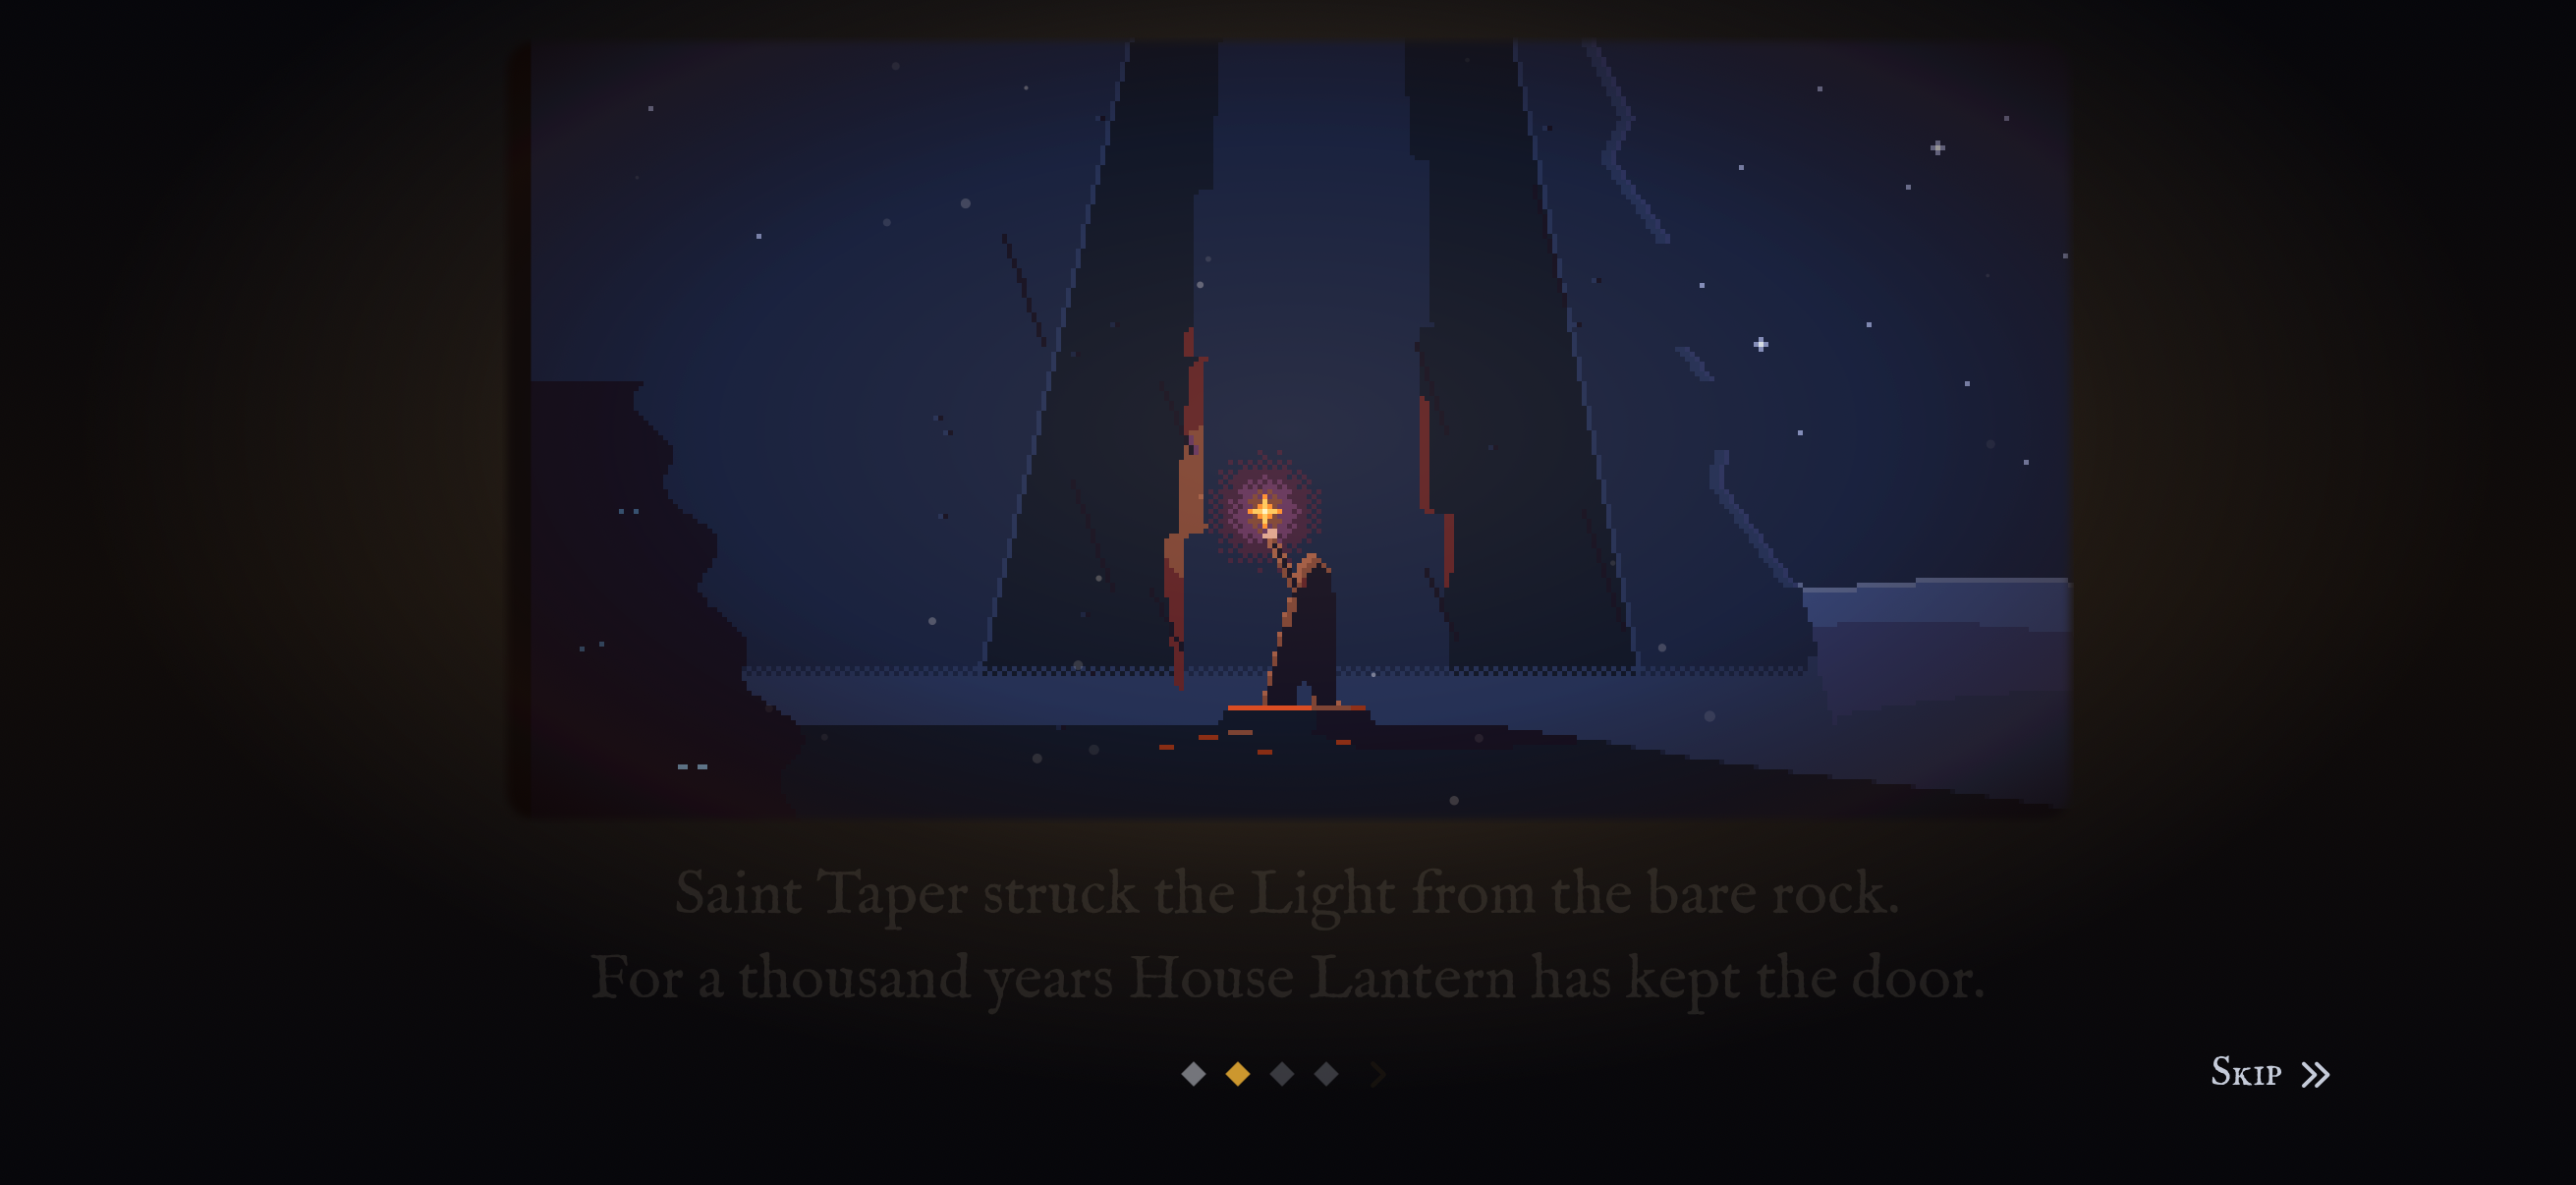 Saint Taper struck the Light from the bare rock.
For a thousand years House Lantern has kept the door.
Skip